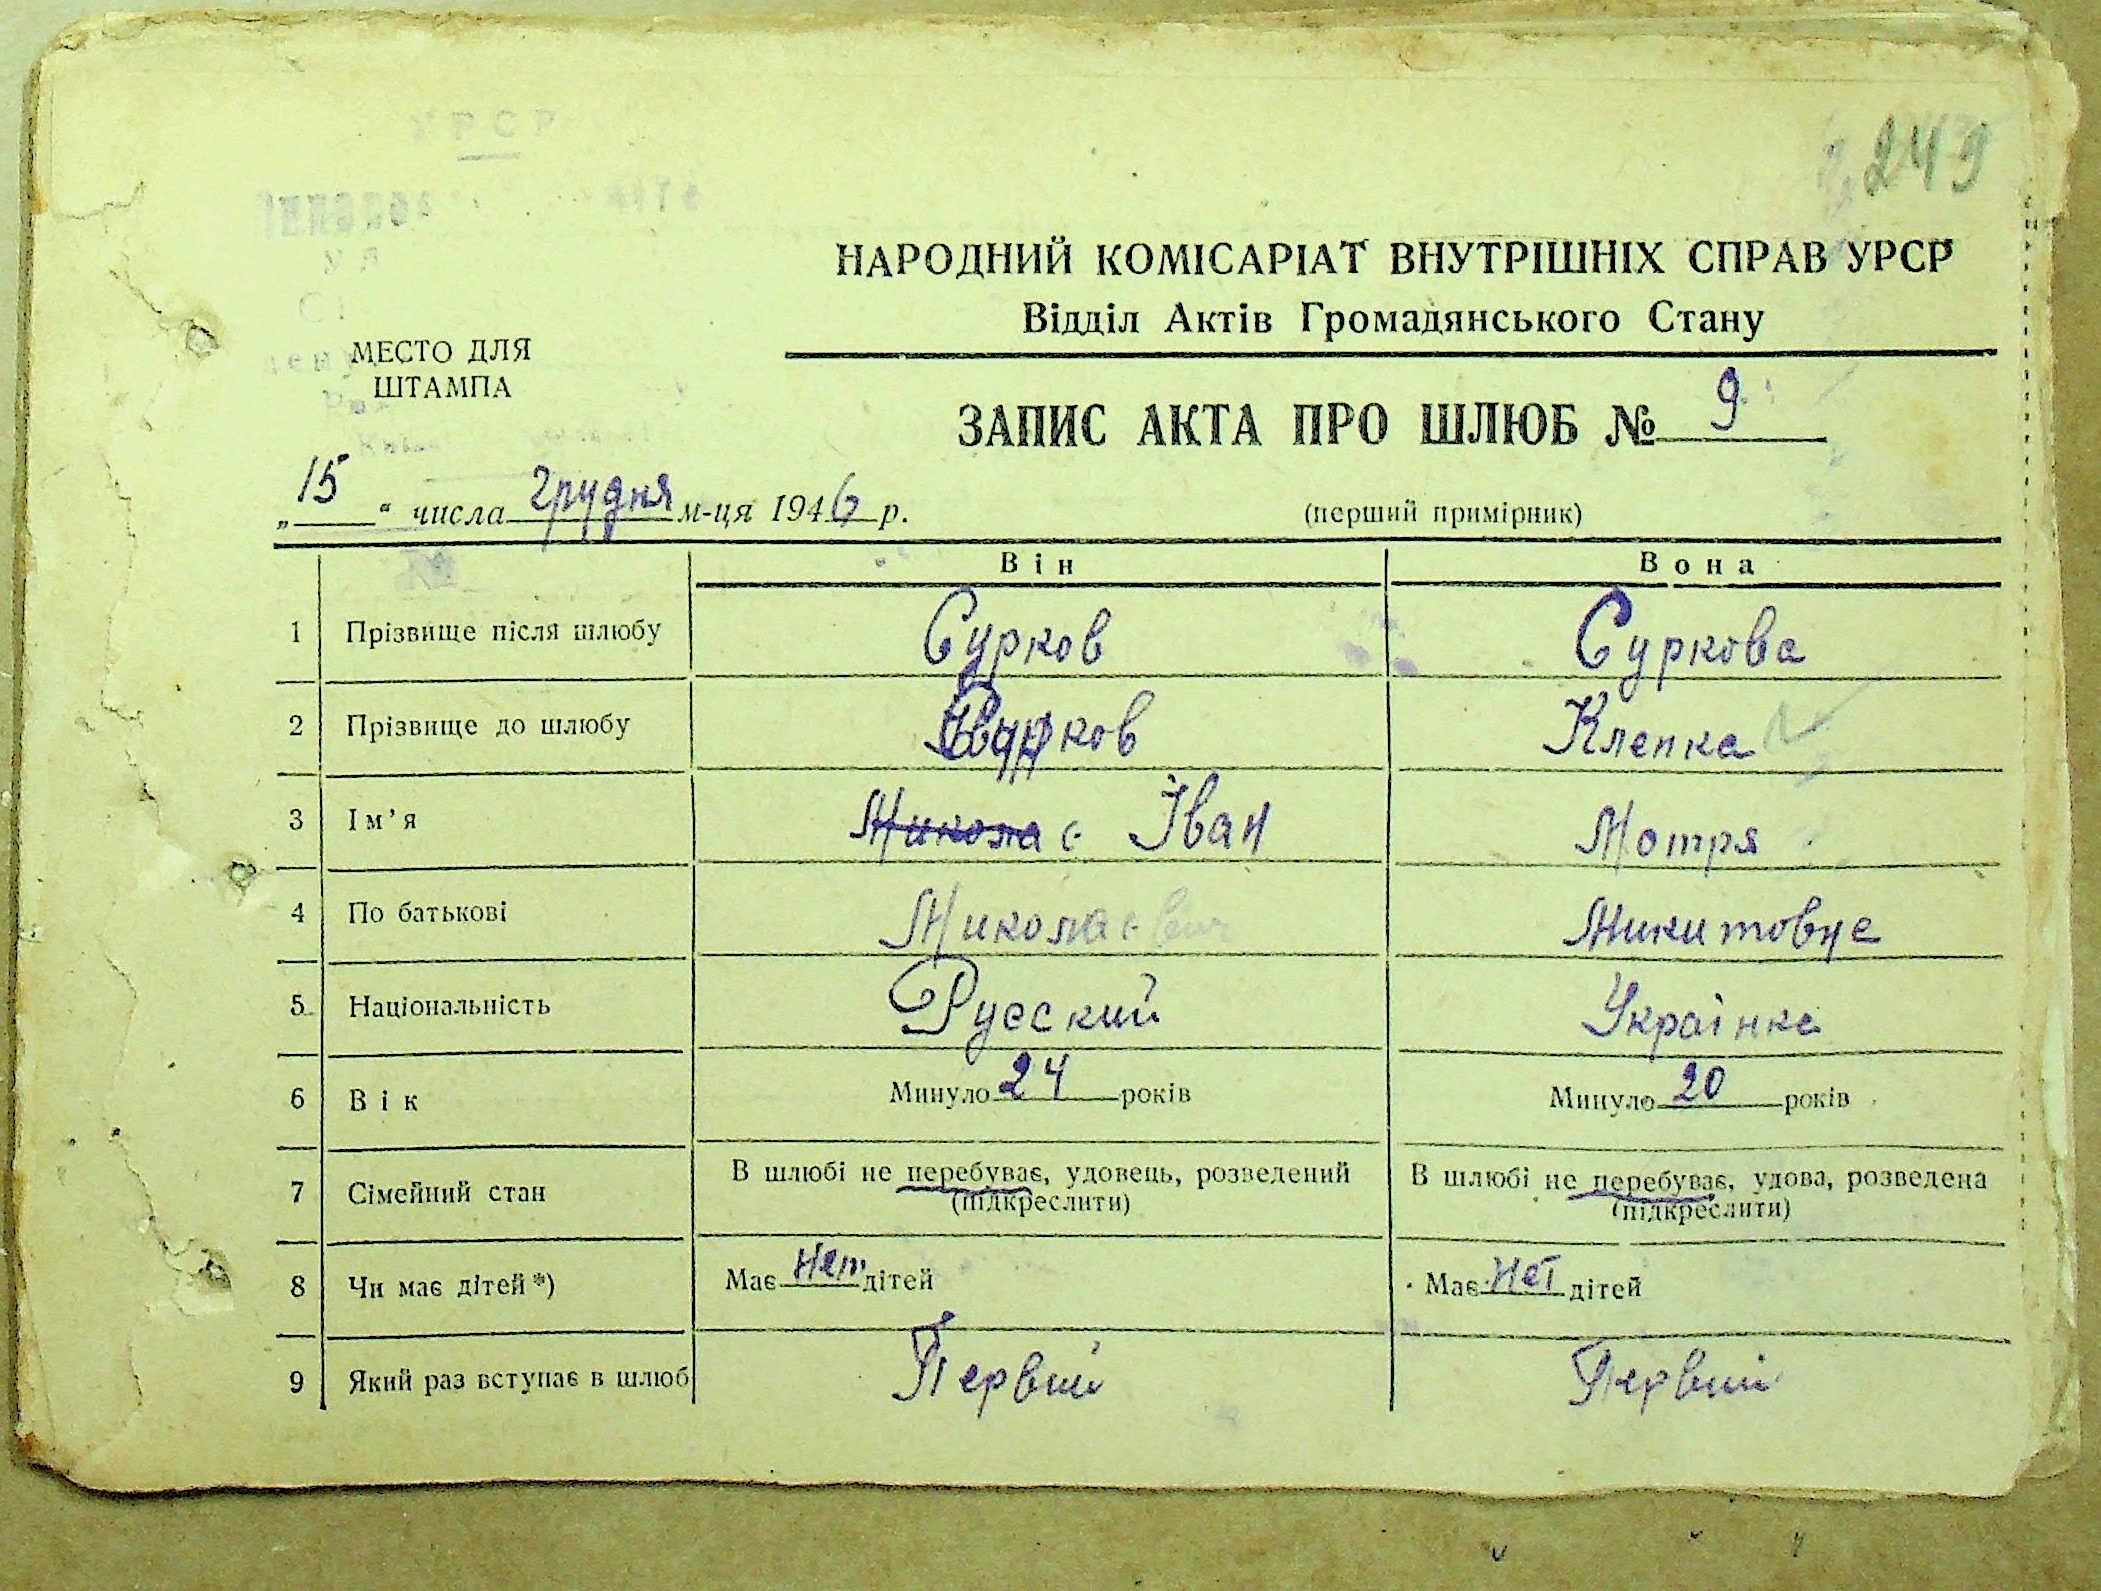 УРСР
249
НАРОДНИЙ КОМІСАРІАТ ВНУТРІШНІХ СПРАВ УРСР
Відділ Актів Громадянського Стану
МЕСТО ДЛЯ
ШТАМПА
ЗАПИС АКТА ПРО ШЛЮБ № 9
„15“ числа Грудня м-ця 1946 р.
(перший примірник)
Він Вона
1 Прізвище після шлюбу Сурков Суркова
2 Прізвище до шлюбу Сурков Клепка
3 Ім’я Микола є Іван Мотря
4 По батькові Миколаєвич Микитовна
5 Національність Русский Українка
6 Вік Минуло 24 років Минуло 20 років
7 Сімейний стан В шлюбі не перебуває, удовець, розведений В шлюбі не перебуває, удова, розведена
(підкреслити) (підкреслити)
8 Чи має дітей *) Має нет дітей Має нет дітей
9 Який раз вступає в шлюб Первий Первий